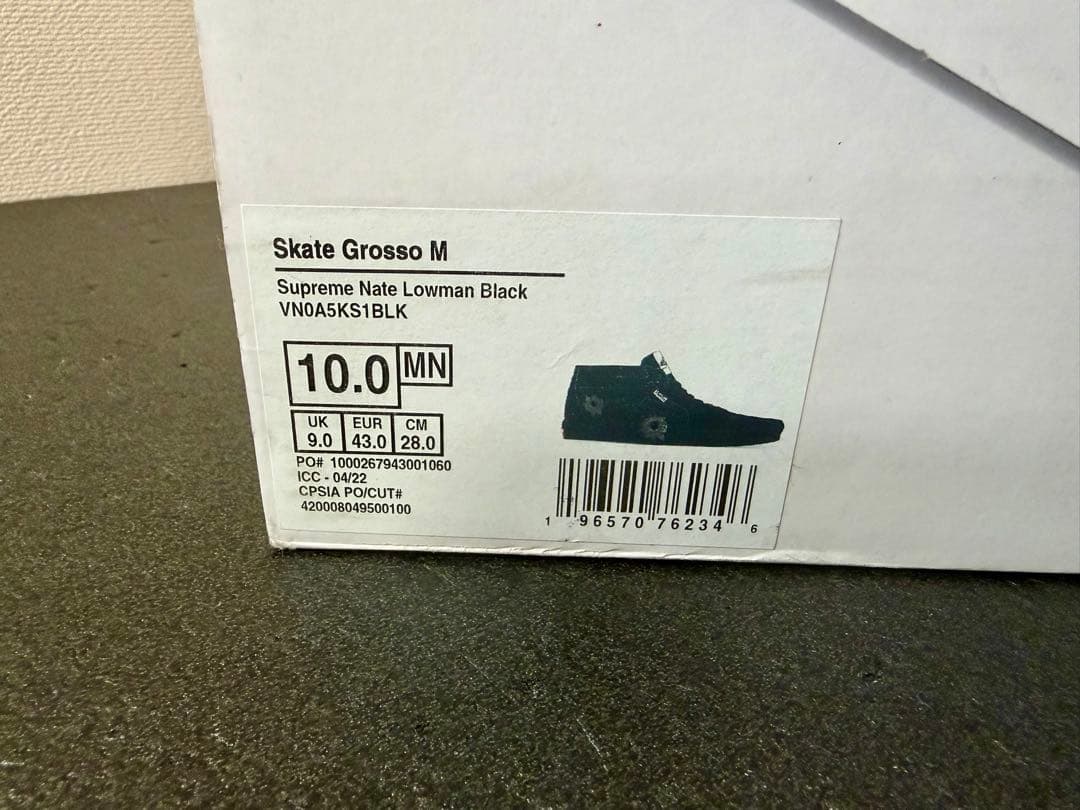 Skate Grosso M
Supreme Nate Lowman Black
VN0A5KS1BLK
10.0 MN
UK EUR CM
9.0 43.0 28.0
PO# 1000267943001060
ICC - 04/22
CPSIA PO/CUT#
420008049500100
1 96570 76234 6